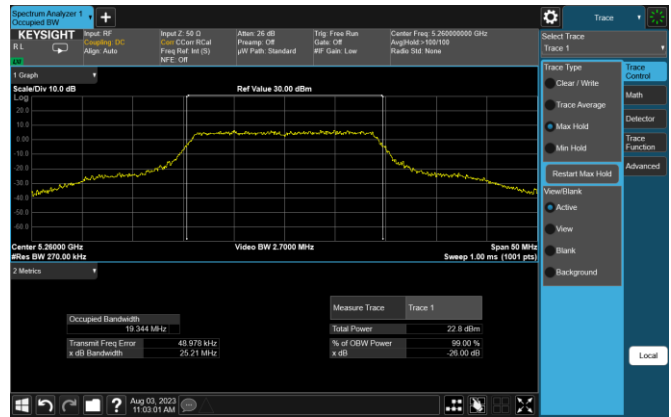 Spectrum Analyzer 1
Occupied BW
+
Trace
KEYSIGHT
RL
LW
Input: RF
Coupling: DC
Align: Auto
Input Z: 50 Ω
Corr CCorr RCal
Freq Ref: Int (S)
NFE: Off
Atten: 26 dB
Preamp: Off
µW Path: Standard
Trig: Free Run
Gate: Off
#IF Gain: Low
Center Freq: 5.260000000 GHz
Avg|Hold:>100/100
Radio Std: None
Select Trace
Trace 1
1 Graph
Scale/Div 10.0 dB
Ref Value 30.00 dBm
Log
20.0
10.0
0.00
-10.0
-20.0
-30.0
-40.0
-50.0
-60.0
Center 5.26000 GHz
Video BW 2.7000 MHz
Span 50 MHz
#Res BW 270.00 kHz
Sweep 1.00 ms (1001 pts)
2 Metrics
Occupied Bandwidth
19.344 MHz
Transmit Freq Error 48.978 kHz
x dB Bandwidth 25.21 MHz
Measure Trace Trace 1
Total Power 22.8 dBm
% of OBW Power 99.00 %
x dB -26.00 dB
Trace Type
Clear / Write
Trace Average
Max Hold
Min Hold
Restart Max Hold
View/Blank
Active
View
Blank
Background
Trace
Control
Math
Detector
Trace
Function
Advanced
Local
?
Aug 03, 2023
11:03:01 AM